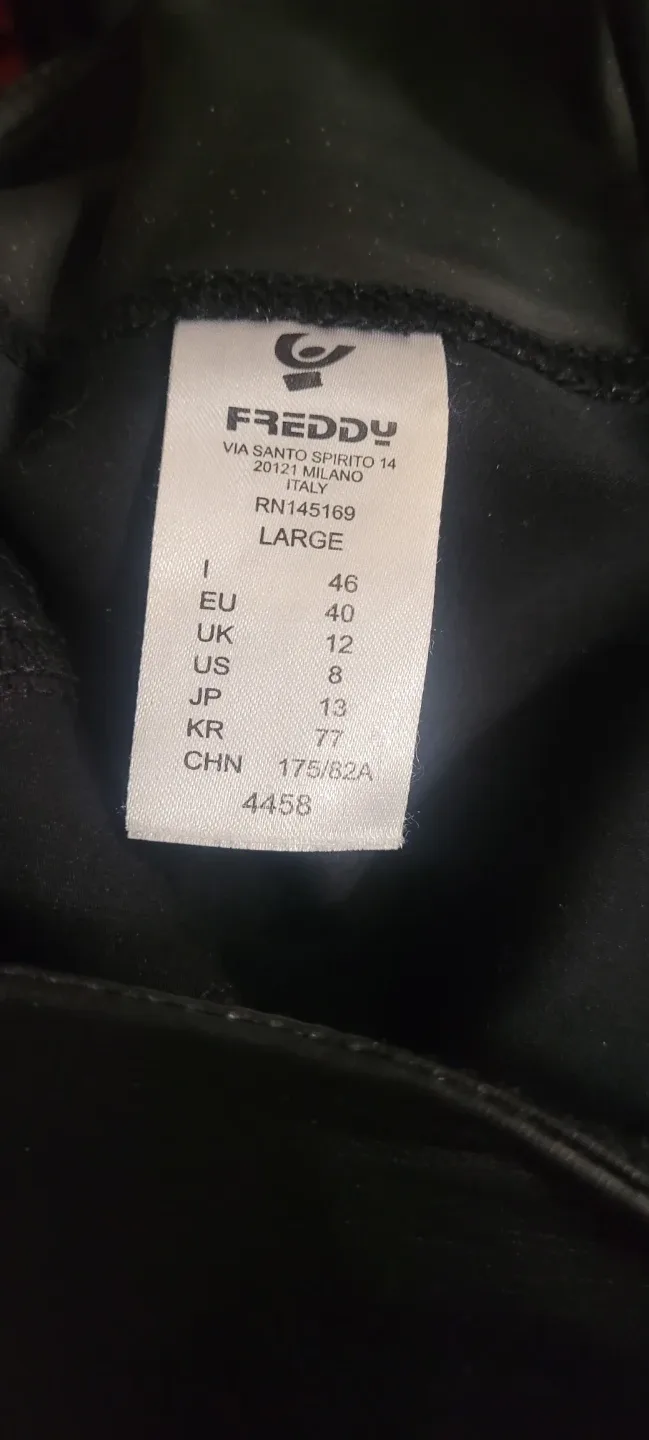 FREDDY
VIA SANTO SPIRITO 14
20121 MILANO
ITALY
RN145169
LARGE
I 46
EU 40
UK 12
US 8
JP 13
KR 77
CHN 175/82A
4458